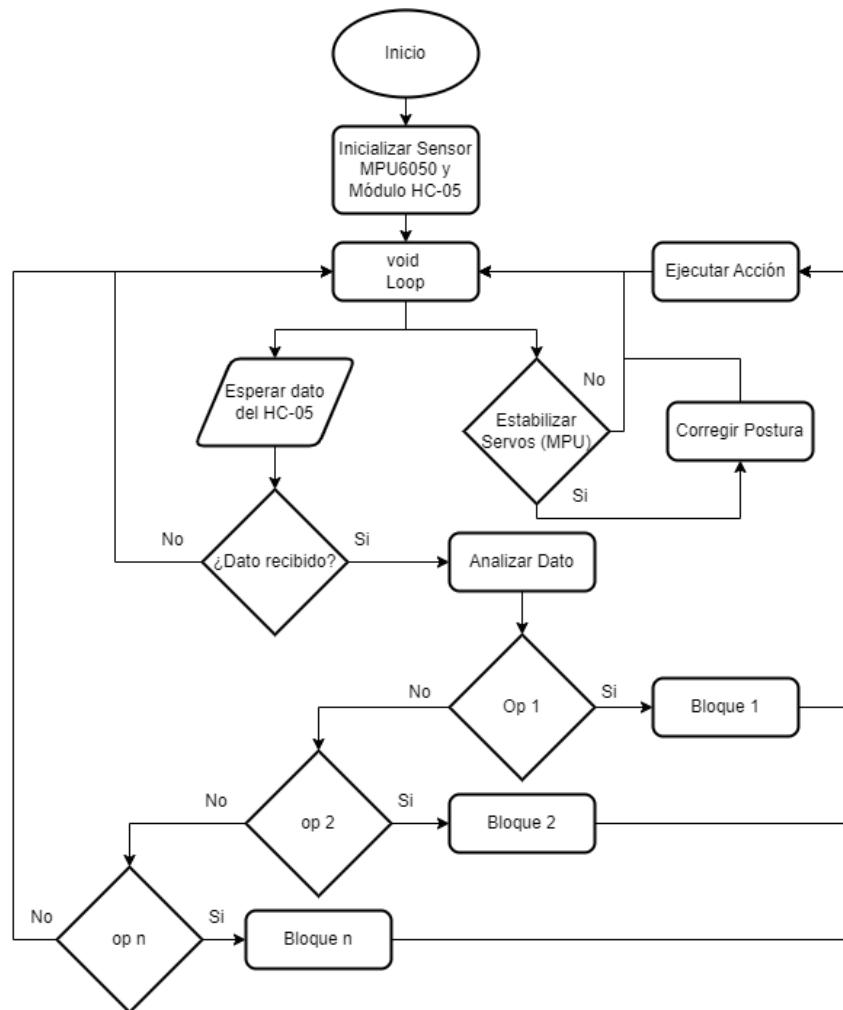 Inicio
Inicializar Sensor
MPU6050 y
Módulo HC-05
void
Loop
Ejecutar Acción
Esperar dato
del HC-05
No
Estabilizar
Servos (MPU)
Corregir Postura
Si
No
¿Dato recibido?
Si
Analizar Dato
No
Op 1
Si
Bloque 1
No
op 2
Si
Bloque 2
No
op n
Si
Bloque n